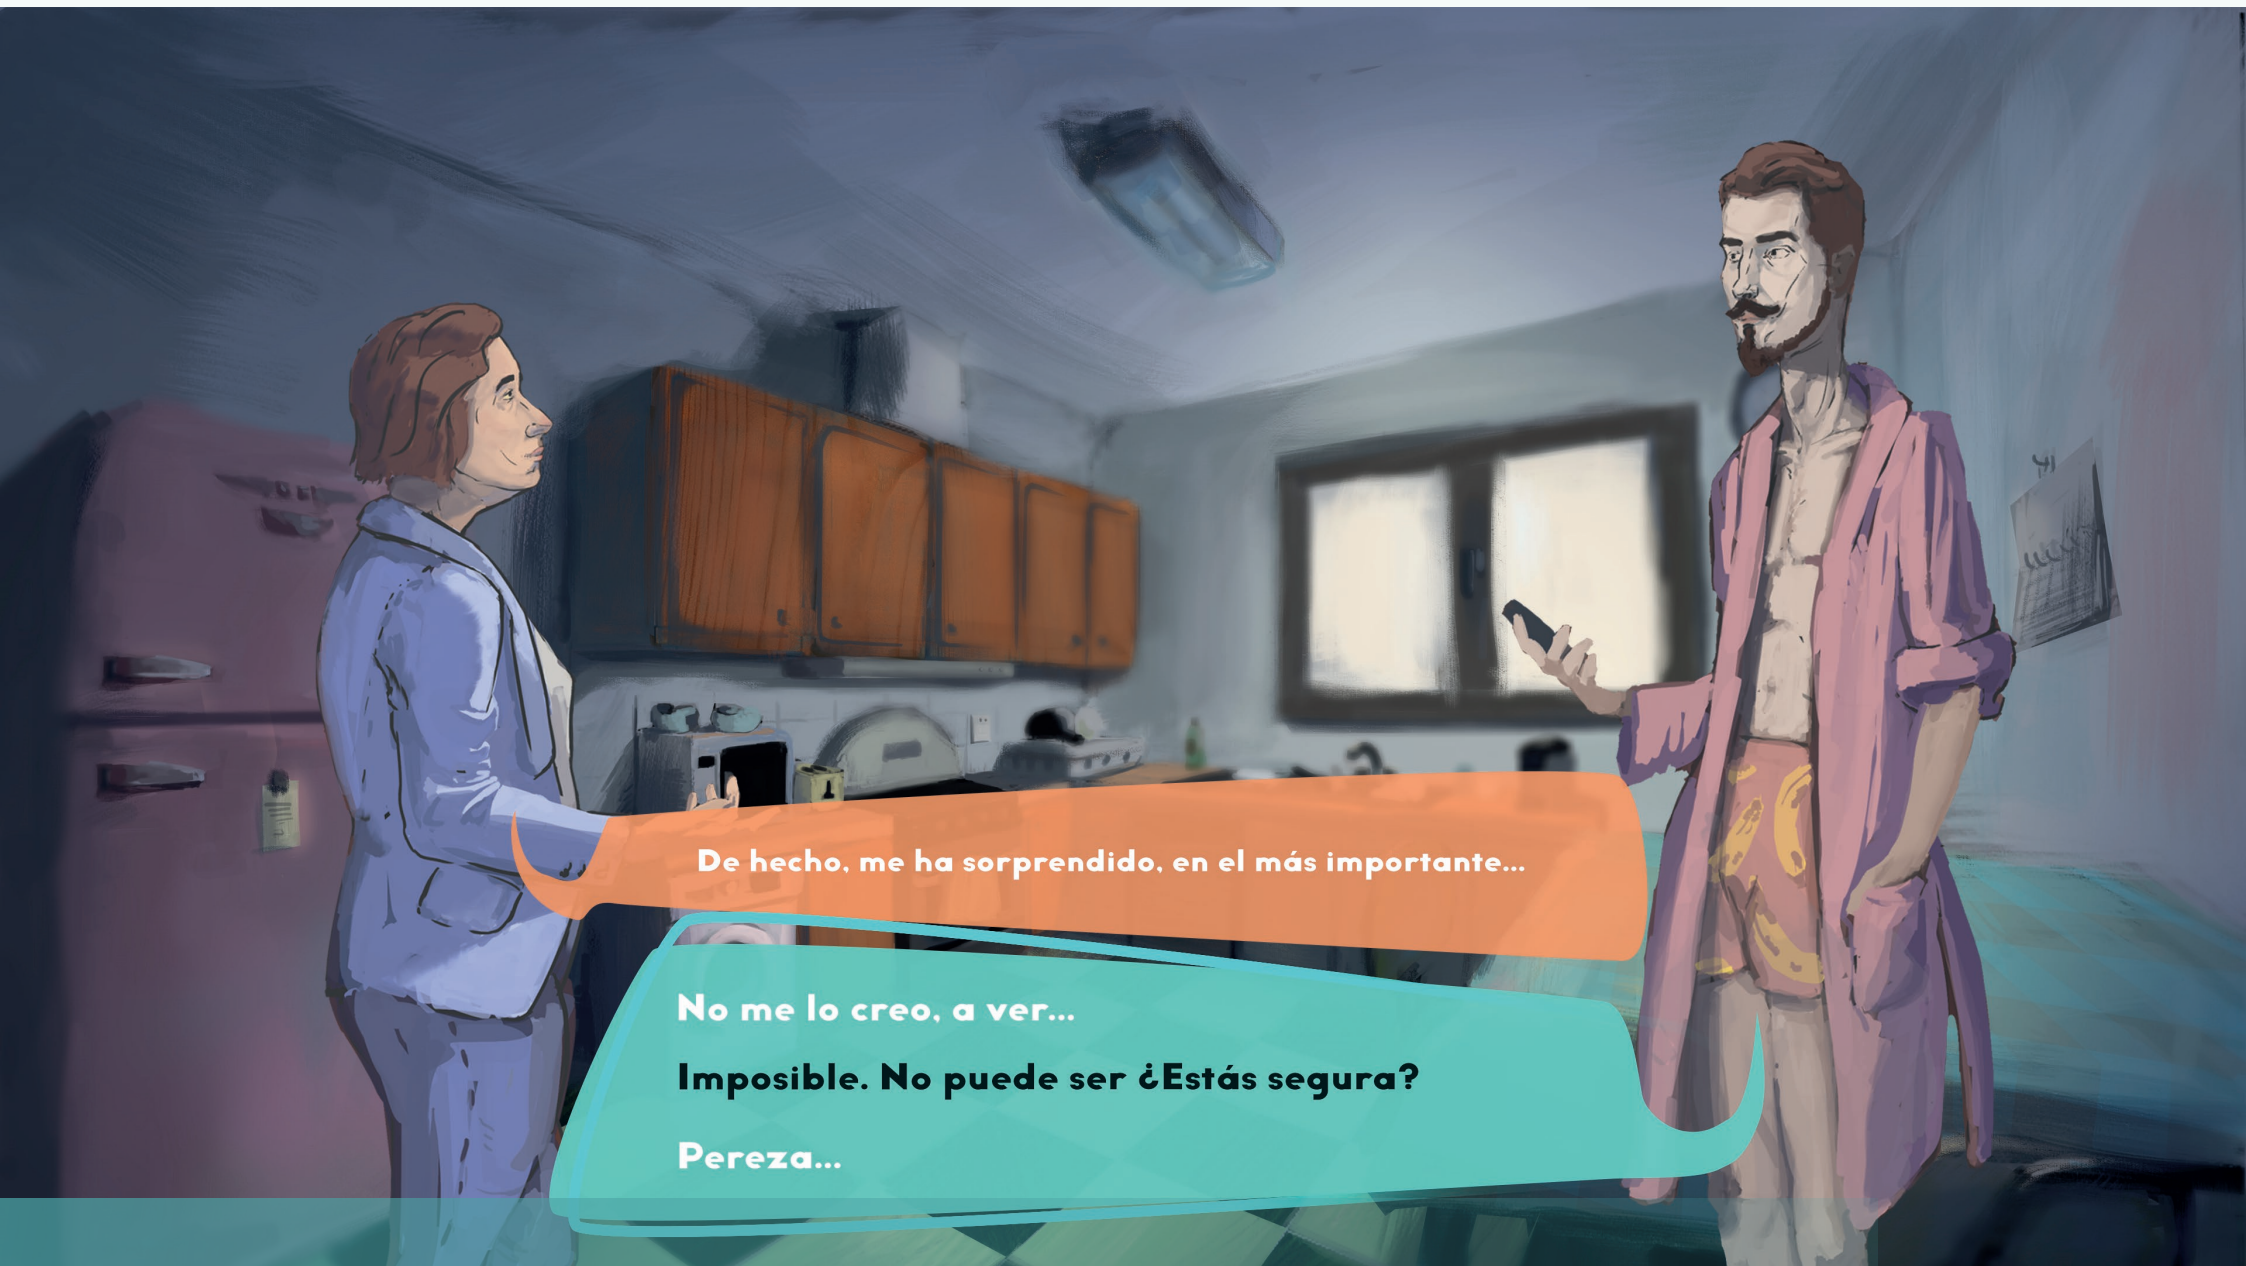 De hecho, me ha sorprendido, en el más importante...
No me lo creo, a ver...
Imposible. No puede ser ¿Estás segura?
Pereza...